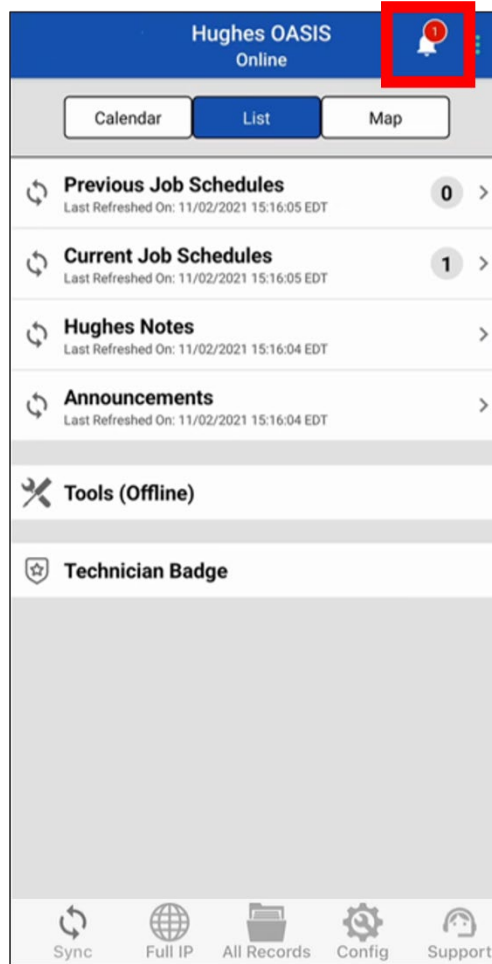 Hughes OASIS
1
Online
Calendar List Map
Previous Job Schedules 0
Last Refreshed On: 11/02/2021 15:16:05 EDT
Current Job Schedules 1
Last Refreshed On: 11/02/2021 15:16:05 EDT
Hughes Notes
Last Refreshed On: 11/02/2021 15:16:04 EDT
Announcements
Last Refreshed On: 11/02/2021 15:16:04 EDT
Tools (Offline)
Technician Badge
Sync Full IP All Records Config Support